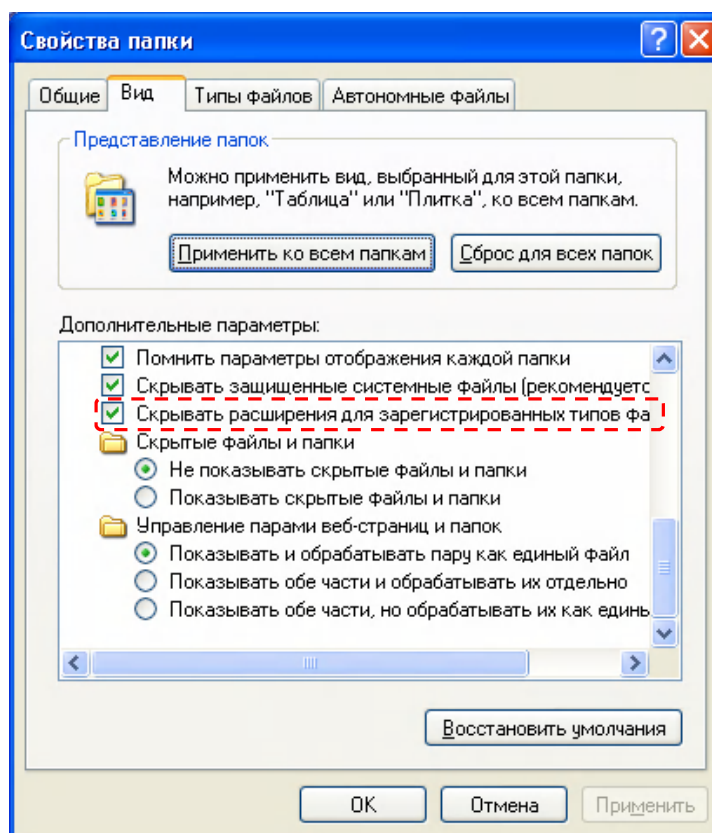 Свойства папки
Общие Вид Типы файлов Автономные файлы
Представление папок
Можно применить вид, выбранный для этой папки,
например, "Таблица" или "Плитка", ко всем папкам.
Применить ко всем папкам Сброс для всех папок
Дополнительные параметры:
Помнить параметры отображения каждой папки
Скрывать защищенные системные файлы (рекомендуетс
Скрывать расширения для зарегистрированных типов фа
Скрытые файлы и папки
Не показывать скрытые файлы и папки
Показывать скрытые файлы и папки
Управление парами веб-страниц и папок
Показывать и обрабатывать пару как единый файл
Показывать обе части и обрабатывать их отдельно
Показывать обе части, но обрабатывать их как едины
Восстановить умолчания
OK Отмена Применить